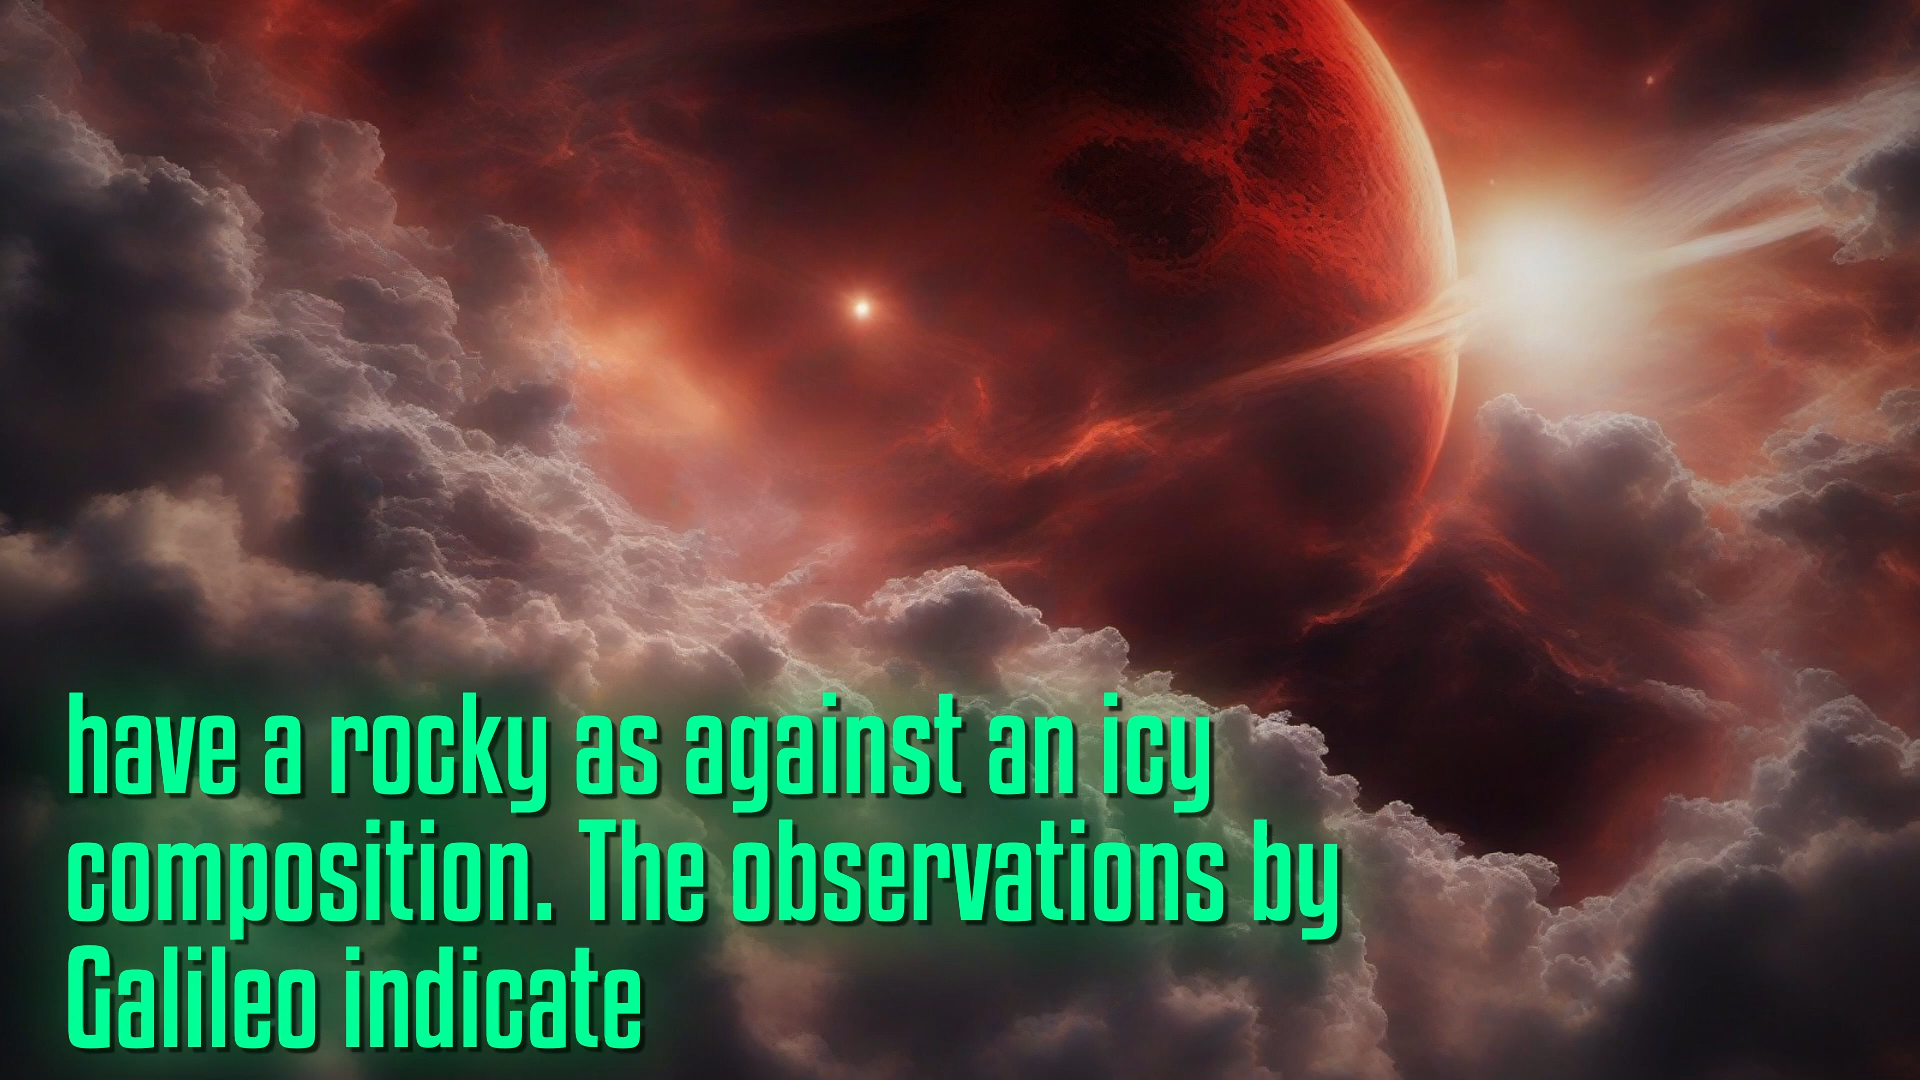 have a rocky as against an icy
composition. The observations by
Galileo indicate